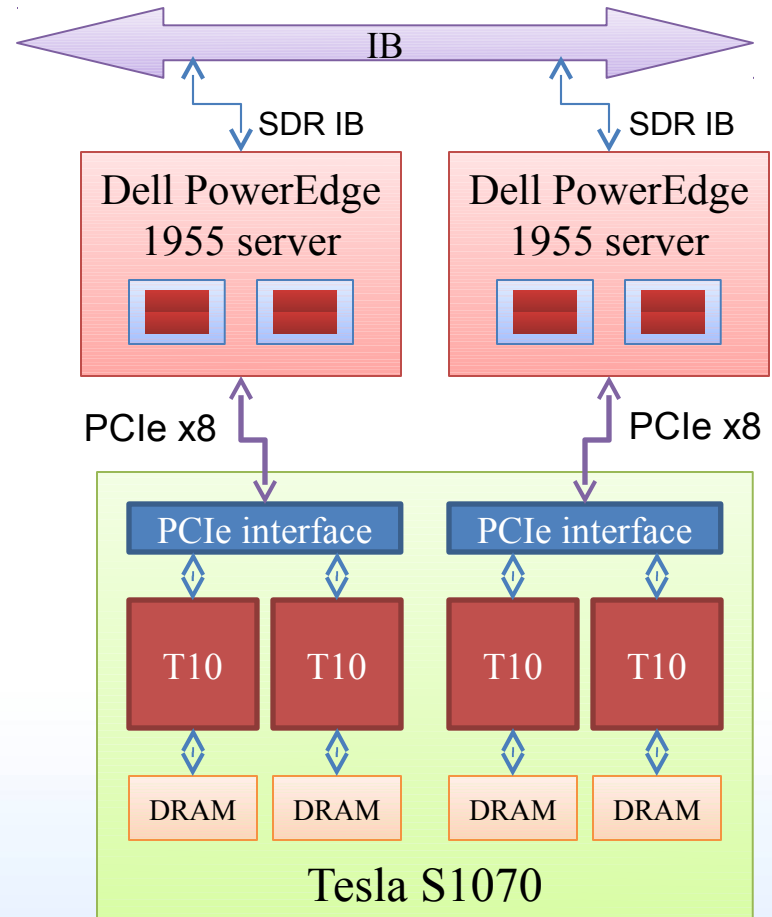 IB
SDR IB
SDR IB
Dell PowerEdge
1955 server
Dell PowerEdge
1955 server
PCIe x8
PCIe x8
PCIe interface
PCIe interface
T10
T10
T10
T10
DRAM
DRAM
DRAM
DRAM
Tesla S1070